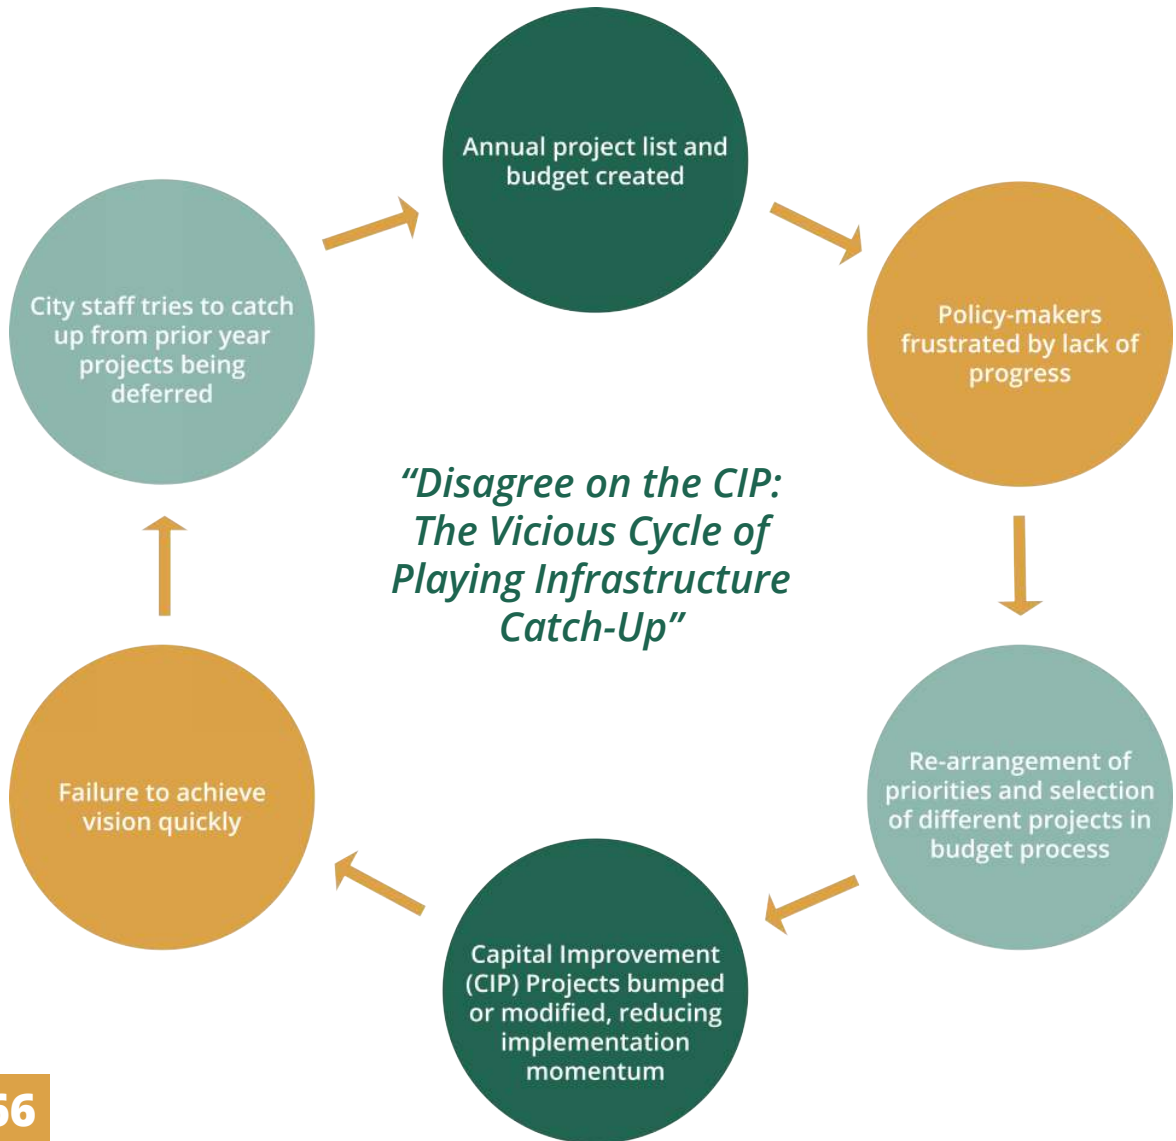 Annual project list and
budget created
Policy-makers
frustrated by lack of
progress
Re-arrangement of
priorities and selection
of different projects in
budget process
Capital Improvement
(CIP) Projects bumped
or modified, reducing
implementation
momentum
Failure to achieve
vision quickly
City staff tries to catch
up from prior year
projects being
deferred
“Disagree on the CIP:
The Vicious Cycle of
Playing Infrastructure
Catch-Up”
66